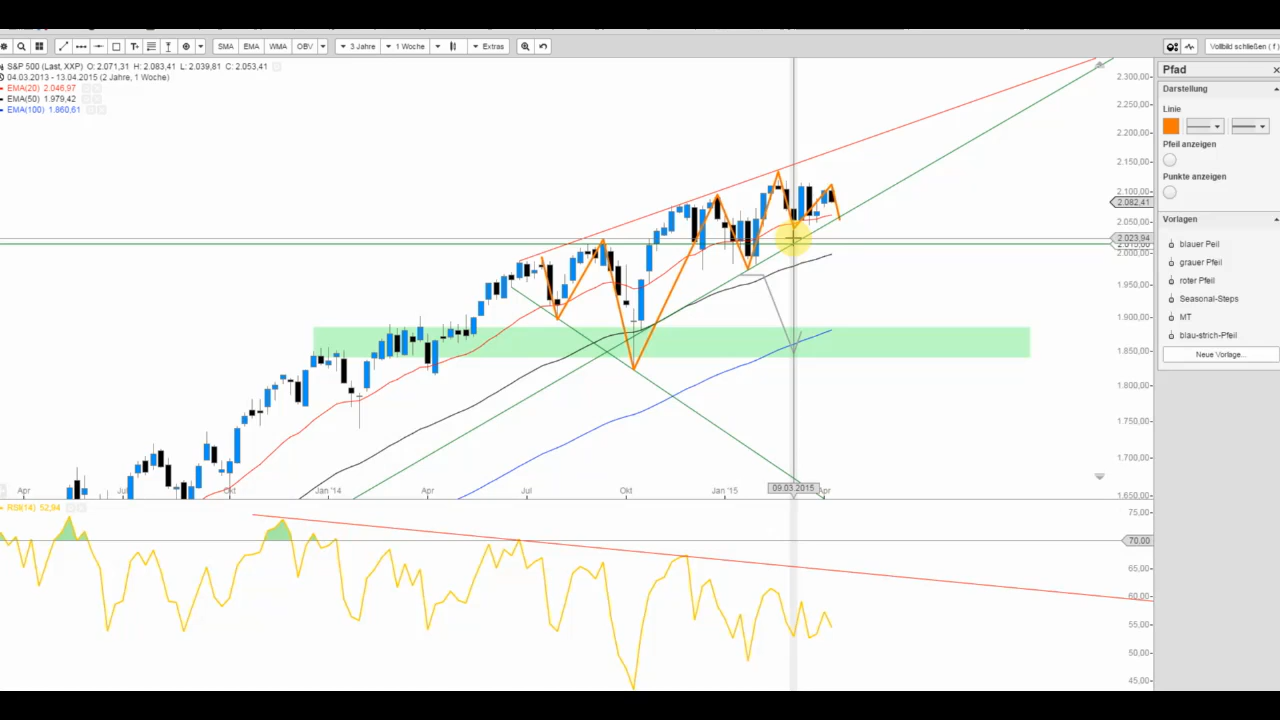 SMA EMA WMA OBV 3 Jahre 1 Woche Extras Vollbild schließen ( f )
S&P 500 (Last, XXP) O: 2.071,31 H: 2.083,41 L: 2.039,81 C: 2.053,41
04.03.2013 - 13.04.2015 (2 Jahre, 1 Woche)
EMA(20) 2.046,97
EMA(50) 1.979,42
EMA(100) 1.860,61
2.300,00
2.250,00
2.200,00
2.150,00
2.100,00
2.082,41
2.050,00
2.023,94
2.000,00
1.950,00
1.900,00
1.850,00
1.800,00
1.750,00
1.700,00
1.650,00
Apr Jul Okt Jan '14 Apr Jul Okt Jan '15 09.03.2015 Apr
RSI(14) 52,94
75,00
70.00
65,00
60,00
55,00
50,00
45,00
Pfad
Darstellung
Linie
Pfeil anzeigen
Punkte anzeigen
Vorlagen
blauer Peil
grauer Pfeil
roter Pfeil
Seasonal-Steps
MT
blau-strich-Pfeil
Neue Vorlage...